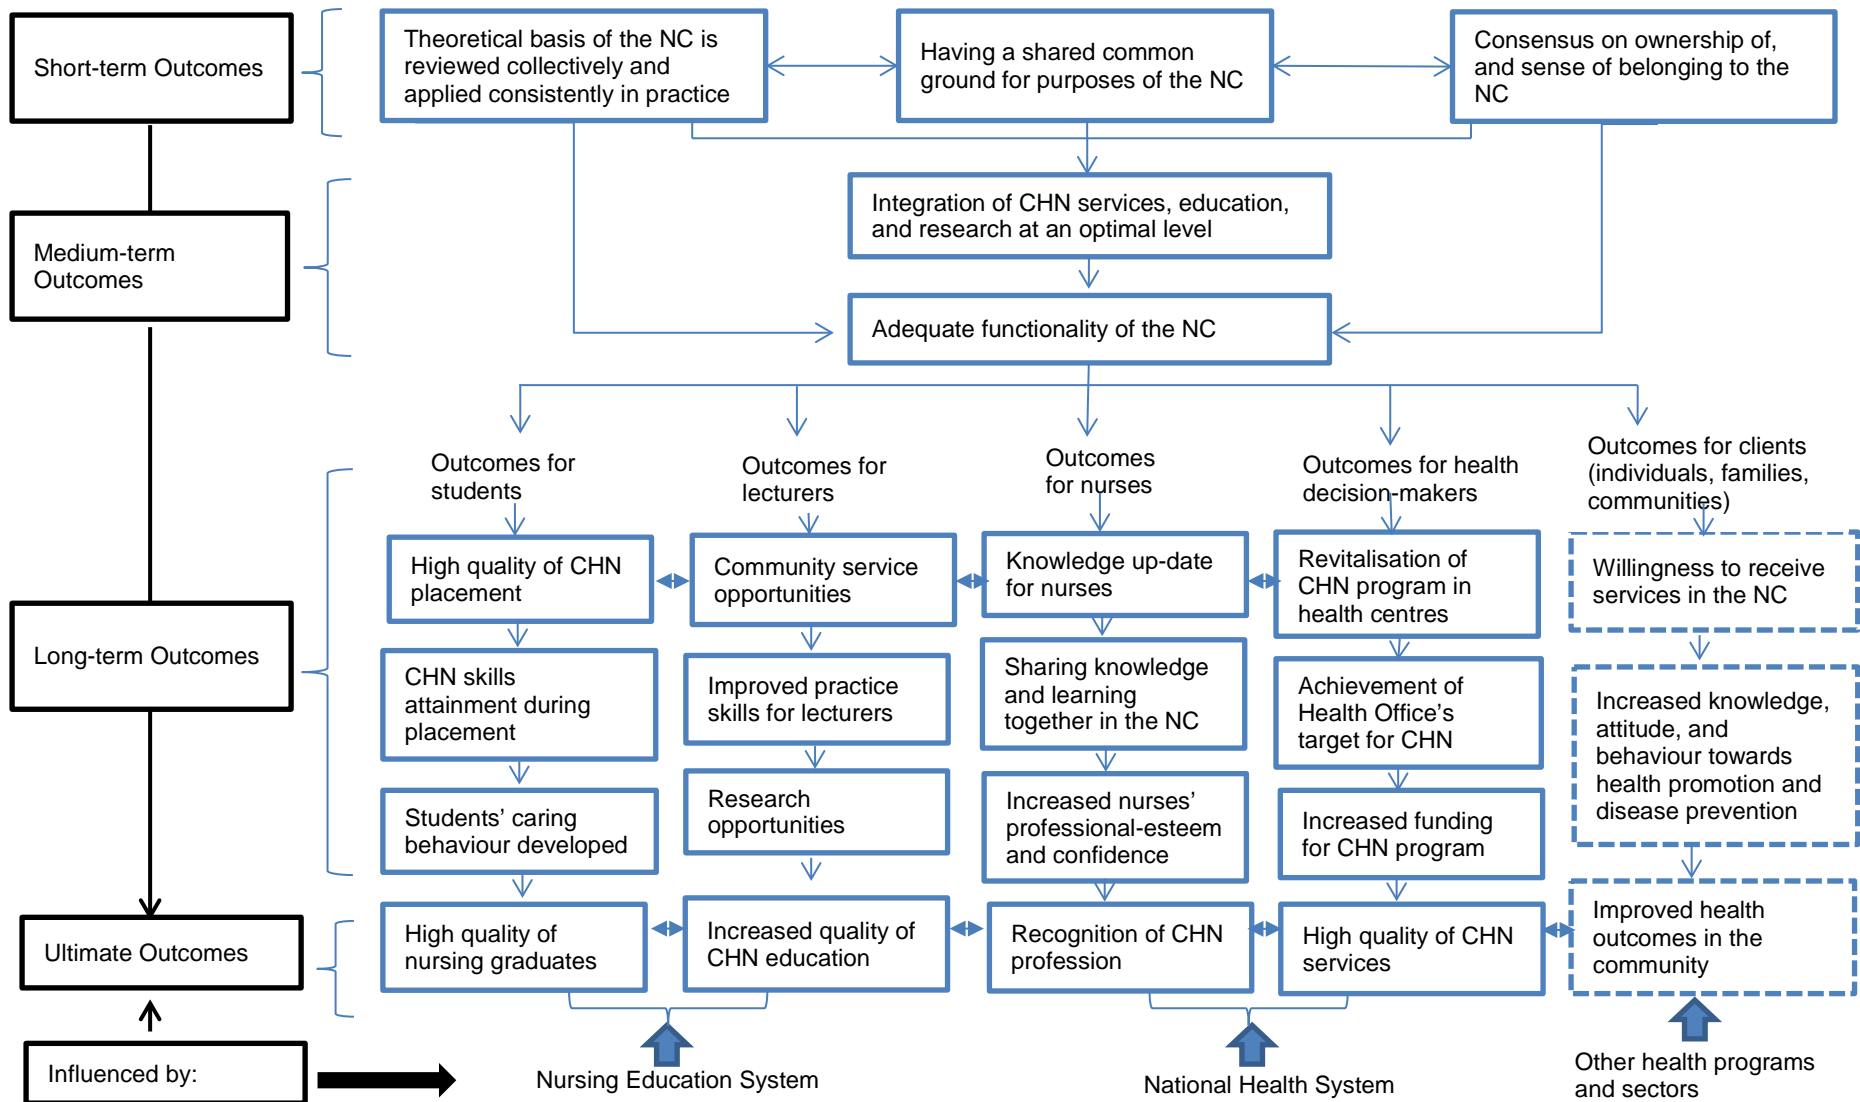 Short-term Outcomes
Theoretical basis of the NC is
reviewed collectively and
applied consistently in practice
Having a shared common
ground for purposes of the NC
Consensus on ownership of,
and sense of belonging to the
NC
Medium-term
Outcomes
Integration of CHN services, education,
and research at an optimal level
Adequate functionality of the NC
Long-term Outcomes
Outcomes for
students
Outcomes for
lecturers
Outcomes
for nurses
Outcomes for health
decision-makers
Outcomes for clients
(individuals, families,
communities)
High quality of CHN
placement
Community service
opportunities
Knowledge up-date
for nurses
Revitalisation of
CHN program in
health centres
Willingness to receive
services in the NC
CHN skills
attainment during
placement
Improved practice
skills for lecturers
Sharing knowledge
and learning
together in the NC
Achievement of
Health Office’s
target for CHN
Increased knowledge,
attitude, and
behaviour towards
health promotion and
disease prevention
Students’ caring
behaviour developed
Research
opportunities
Increased nurses’
professional-esteem
and confidence
Increased funding
for CHN program
Ultimate Outcomes
High quality of
nursing graduates
Increased quality of
CHN education
Recognition of CHN
profession
High quality of CHN
services
Improved health
outcomes in the
community
Influenced by:
Nursing Education System
National Health System
Other health programs
and sectors